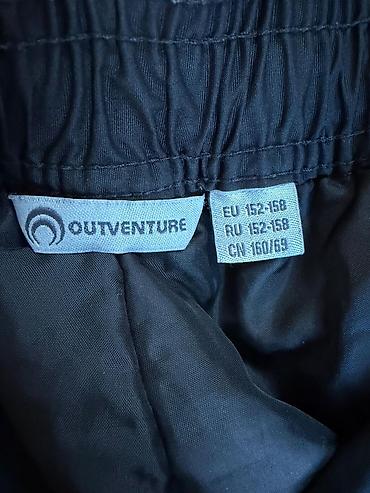 OUTVENTURE
EU 152-158
RU 152-158
CN 160/69